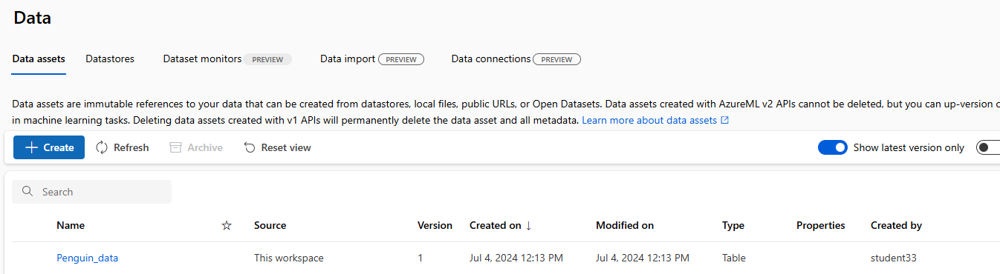 Data
Data assets Datastores Dataset monitors PREVIEW Data import PREVIEW Data connections PREVIEW
Data assets are immutable references to your data that can be created from datastores, local files, public URLs, or Open Datasets. Data assets created with AzureML v2 APIs cannot be deleted, but you can up-version
in machine learning tasks. Deleting data assets created with v1 APIs will permanently delete the data asset and all metadata. Learn more about data assets
Create Refresh Archive Reset view Show latest version only
Search
Name Source Version Created on ↓ Modified on Type Properties Created by
Penguin_data This workspace 1 Jul 4, 2024 12:13 PM Jul 4, 2024 12:13 PM Table student33